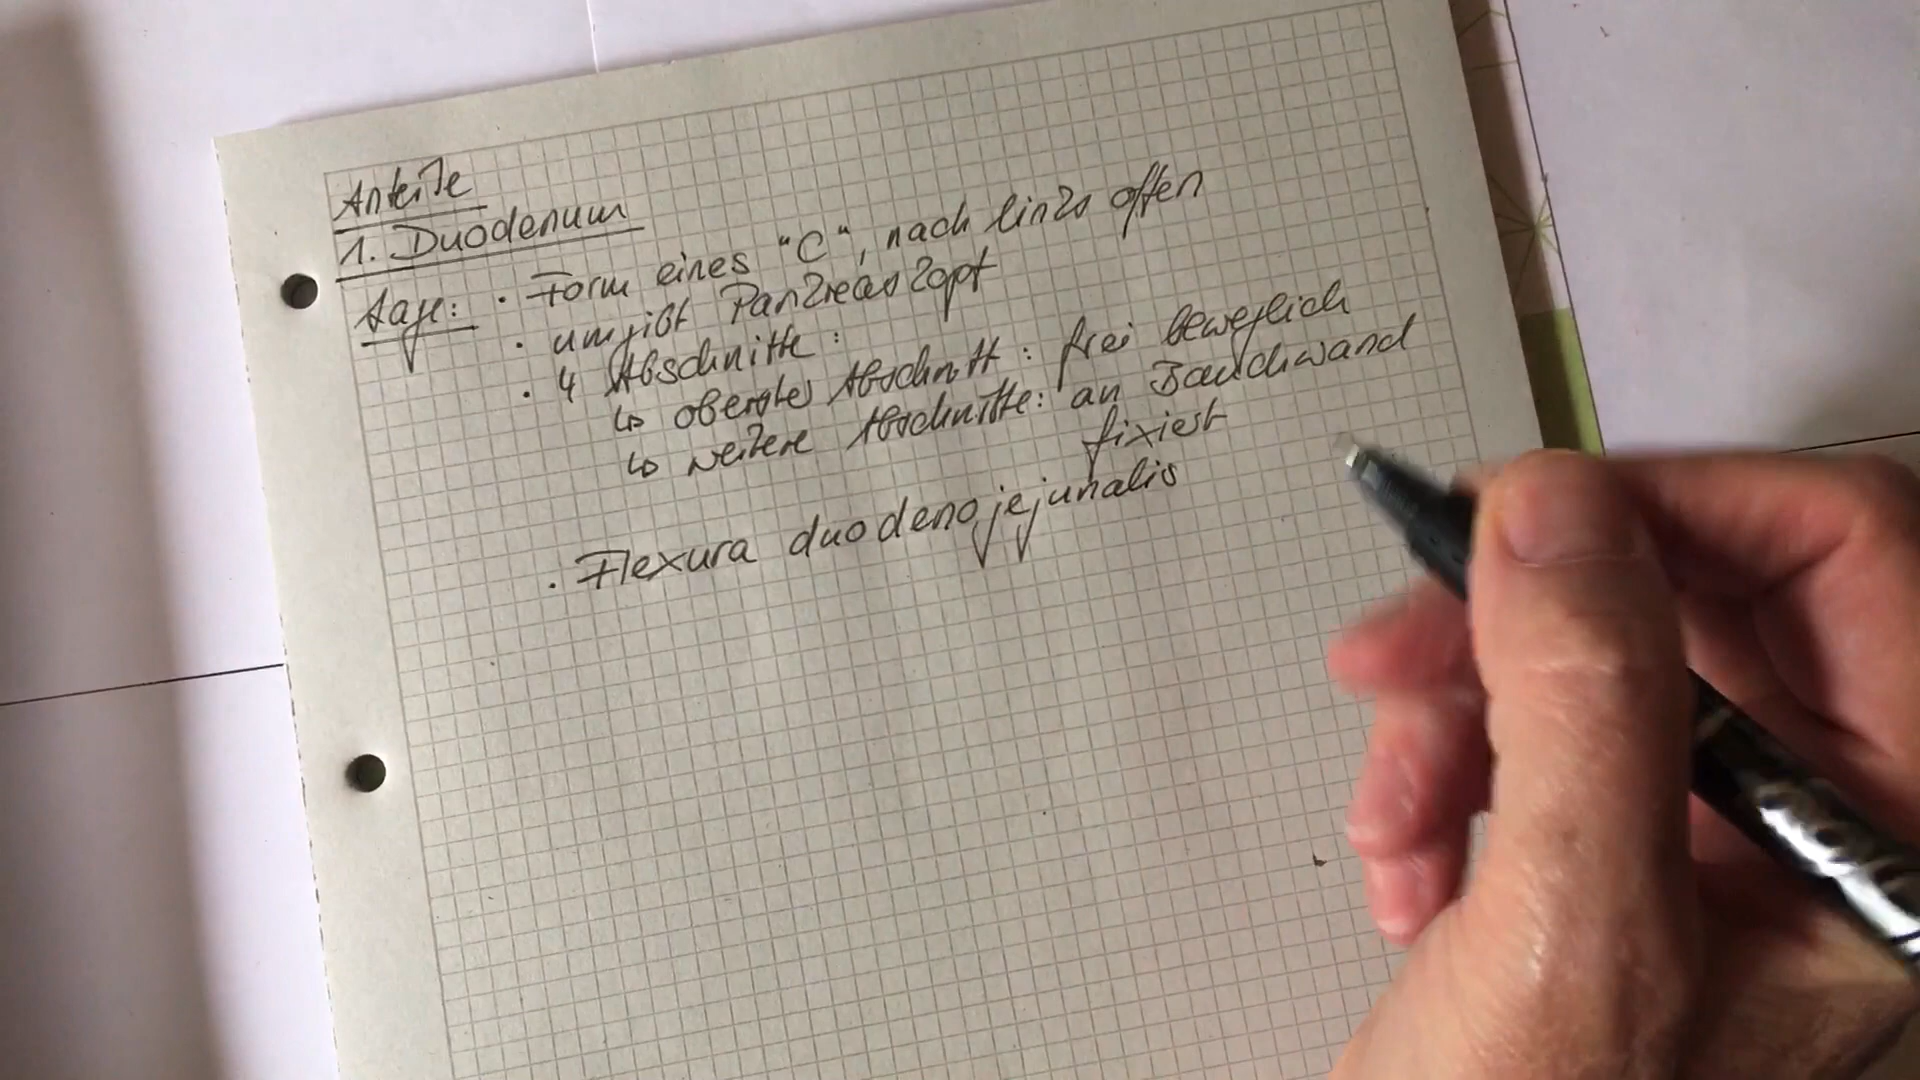 Anteile
1. Duodenum
Lage: · Form eines "C", nach links offen
· umgibt Pankreaskopf
· 4 Abschnitte:
↳ oberstes Abschnitt: frei beweglich
↳ weitere Abschnitte: an Bauchwand
fixiert
· Flexura duodenojejunalis